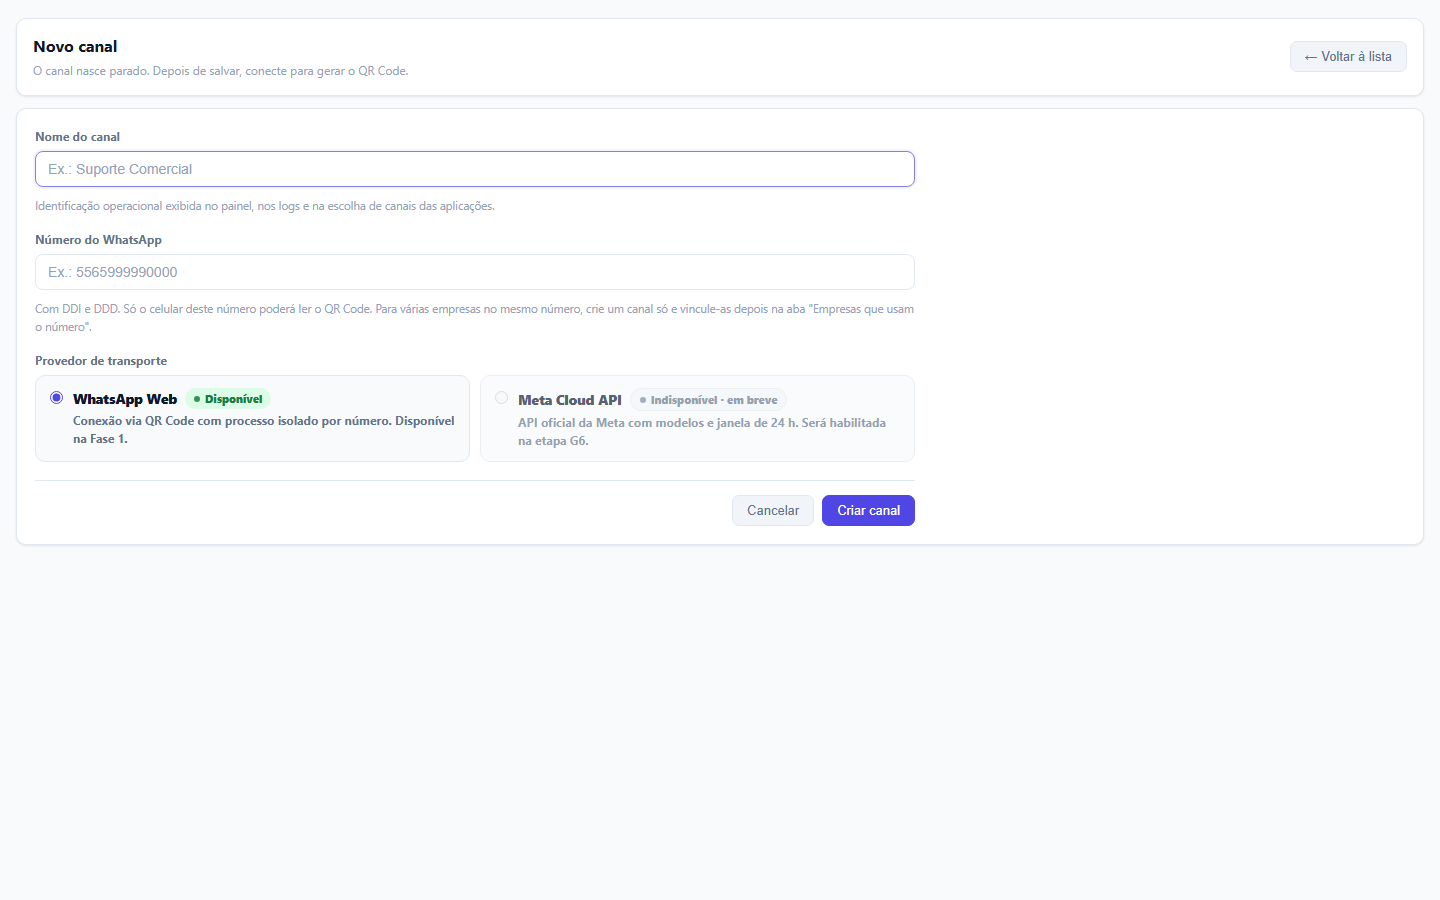 Novo canal
O canal nasce parado. Depois de salvar, conecte para gerar o QR Code.
← Voltar à lista
Nome do canal
Ex.: Suporte Comercial
Identificação operacional exibida no painel, nos logs e na escolha de canais das aplicações.
Número do WhatsApp
Ex.: 5565999990000
Com DDI e DDD. Só o celular deste número poderá ler o QR Code. Para várias empresas no mesmo número, crie um canal só e vincule-as depois na aba "Empresas que usam
o número".
Provedor de transporte
WhatsApp Web
Disponível
Conexão via QR Code com processo isolado por número. Disponível
na Fase 1.
Meta Cloud API
Indisponível · em breve
API oficial da Meta com modelos e janela de 24 h. Será habilitada
na etapa G6.
Cancelar
Criar canal